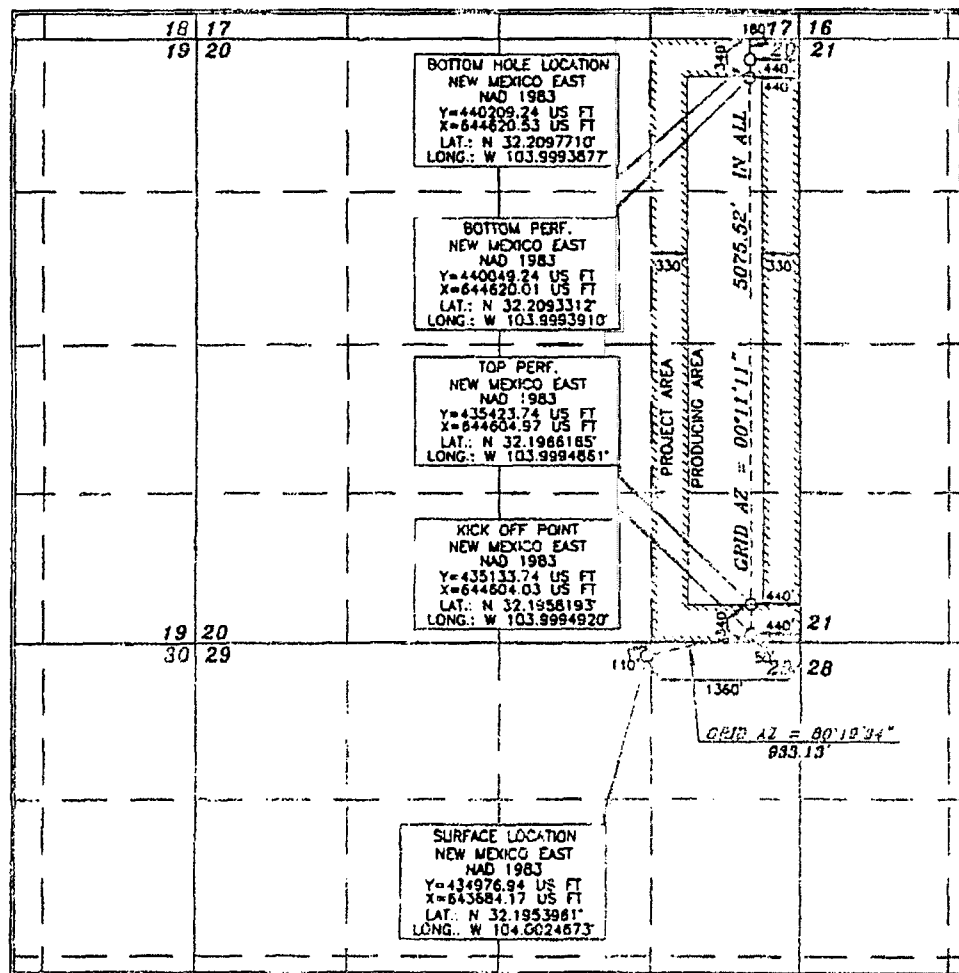 18 17
17 16
19 20
20 21
180'
340'
440'
440'
BOTTOM HOLE LOCATION
NEW MEXICO EAST
NAD 1983
Y=440209.24 US FT
X=644620.53 US FT
LAT.: N 32.2097710°
LONG.: W 103.9993877°
BOTTOM PERF.
NEW MEXICO EAST
NAD 1983
Y=440049.24 US FT
X=644620.01 US FT
LAT.: N 32.2093312°
LONG.: W 103.9993910°
330'
330'
TOP PERF.
NEW MEXICO EAST
NAD 1983
Y=435423.74 US FT
X=644604.97 US FT
LAT.: N 32.1966165°
LONG.: W 103.9994861°
KICK OFF POINT
NEW MEXICO EAST
NAD 1983
Y=435133.74 US FT
X=644604.03 US FT
LAT.: N 32.1958193°
LONG.: W 103.9994920°
PROJECT AREA
PRODUCING AREA
GRID AZ = 00°11'11"
5075.52' IN ALL
440'
340'
440'
19 20
21
30 29
28
110'
50'
1360'
GRID AZ = 80°19'34"
933.13'
SURFACE LOCATION
NEW MEXICO EAST
NAD 1983
Y=434976.94 US FT
X=643684.17 US FT
LAT.: N 32.1953961°
LONG.: W 104.0024673°